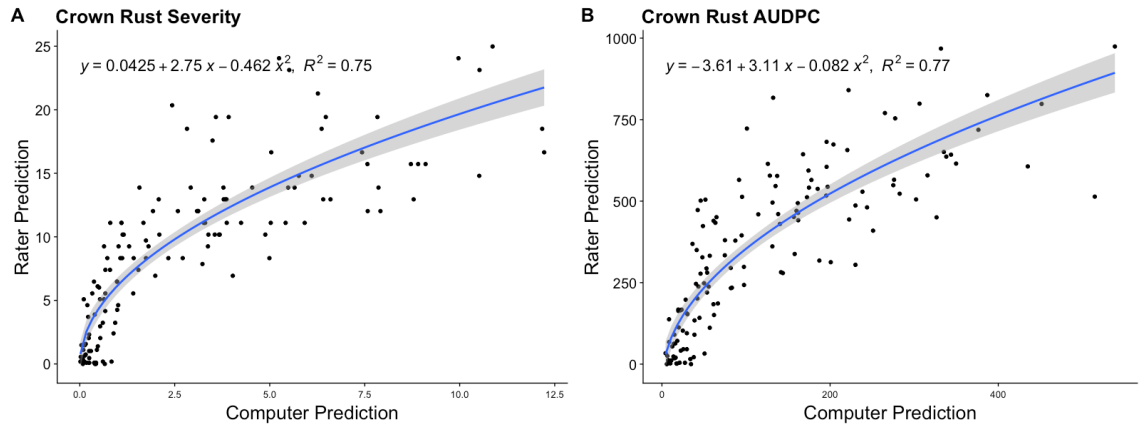 A Crown Rust Severity
y = 0.0425 + 2.75 x − 0.462 x², R² = 0.75
25
20
15
10
5
0
Rater Prediction
0.0 2.5 5.0 7.5 10.0 12.5
Computer Prediction
B Crown Rust AUDPC
y = −3.61 + 3.11 x − 0.082 x², R² = 0.77
1000
750
500
250
0
Rater Prediction
0 200 400
Computer Prediction